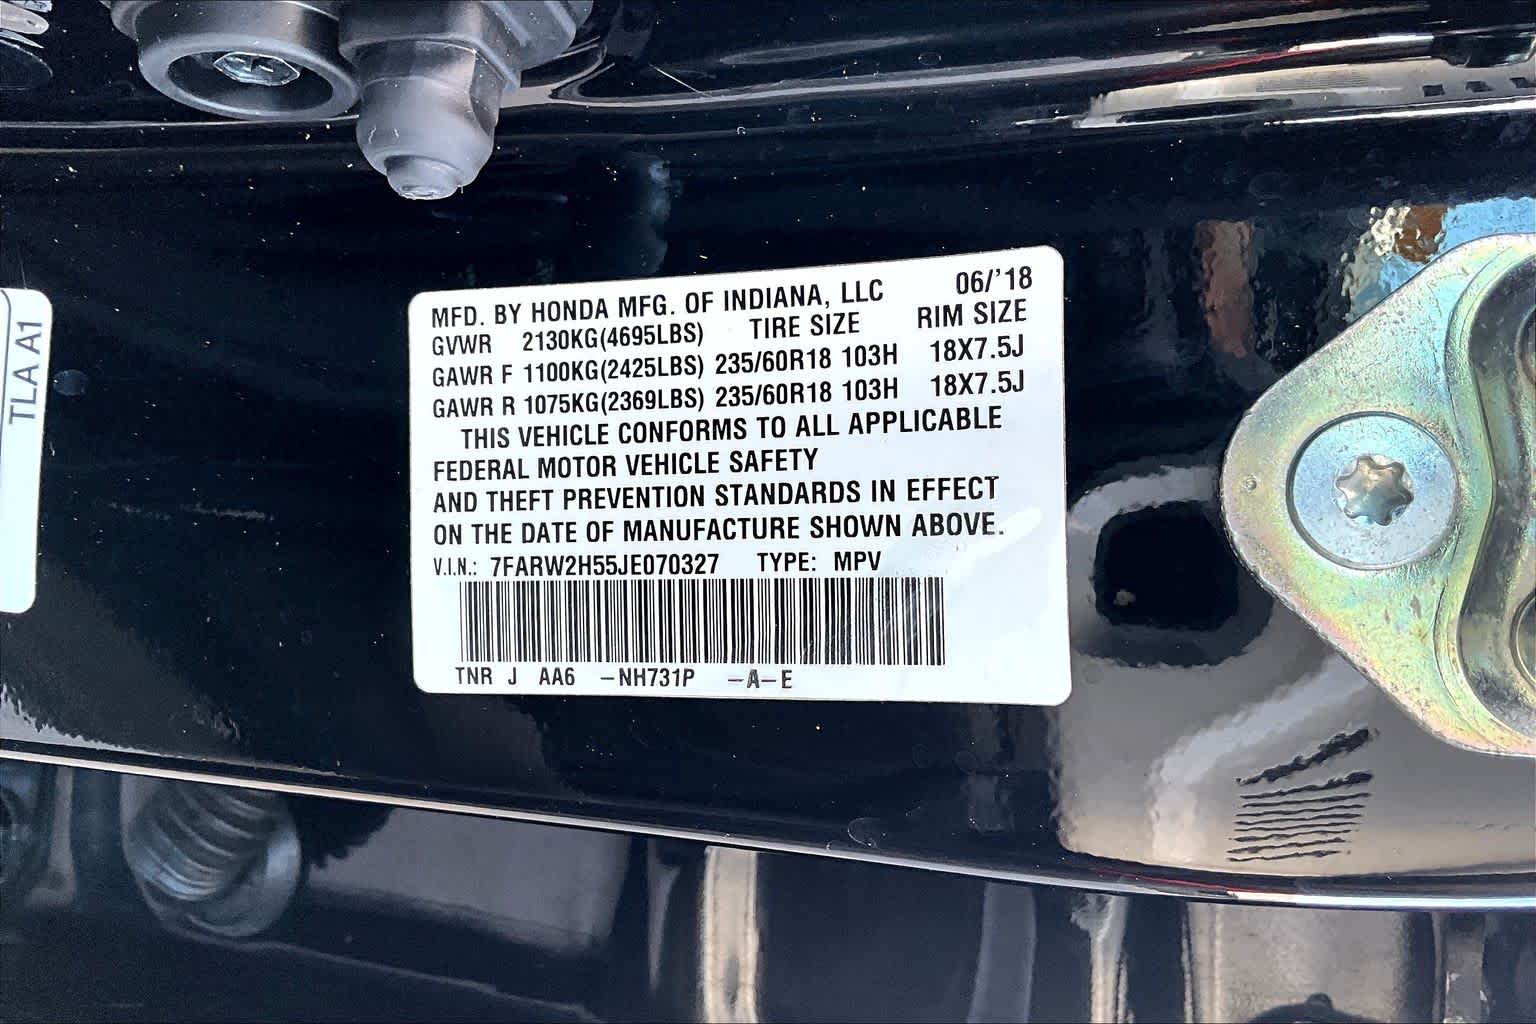 TLA A1
MFD. BY HONDA MFG. OF INDIANA, LLC 06/'18
GVWR 2130KG(4695LBS) TIRE SIZE RIM SIZE
GAWR F 1100KG(2425LBS) 235/60R18 103H 18X7.5J
GAWR R 1075KG(2369LBS) 235/60R18 103H 18X7.5J
THIS VEHICLE CONFORMS TO ALL APPLICABLE
FEDERAL MOTOR VEHICLE SAFETY
AND THEFT PREVENTION STANDARDS IN EFFECT
ON THE DATE OF MANUFACTURE SHOWN ABOVE.
V.I.N.: 7FARW2H55JE070327 TYPE: MPV
TNR J AA6 -NH731P -A-E